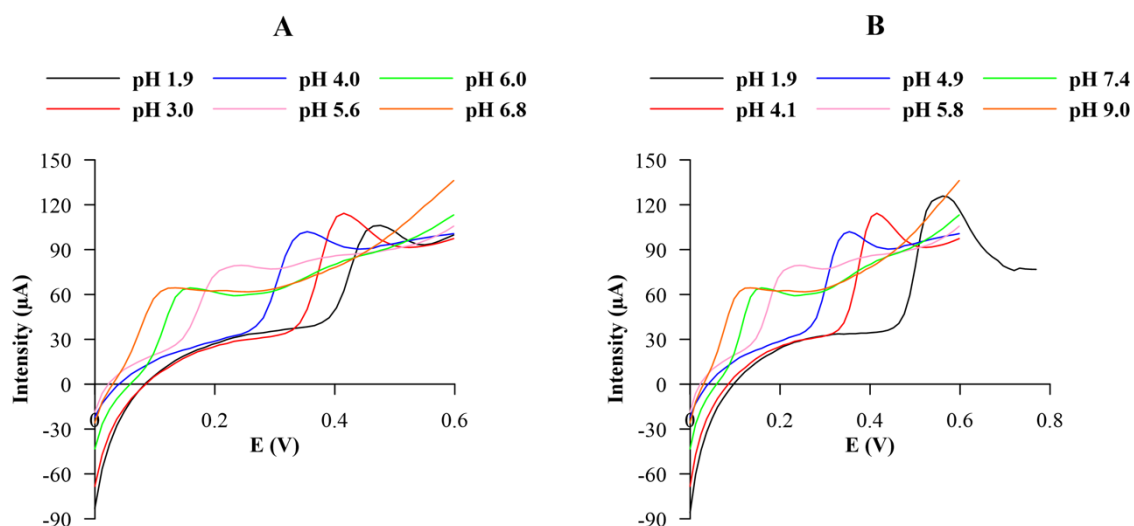 A
pH 1.9 pH 4.0 pH 6.0
pH 3.0 pH 5.6 pH 6.8
150
120
90
60
30
0
-30
-60
-90
Intensity (µA)
0 0.2 0.4 0.6
E (V)
B
pH 1.9 pH 4.9 pH 7.4
pH 4.1 pH 5.8 pH 9.0
150
120
90
60
30
0
-30
-60
-90
Intensity (µA)
0 0.2 0.4 0.6 0.8
E (V)